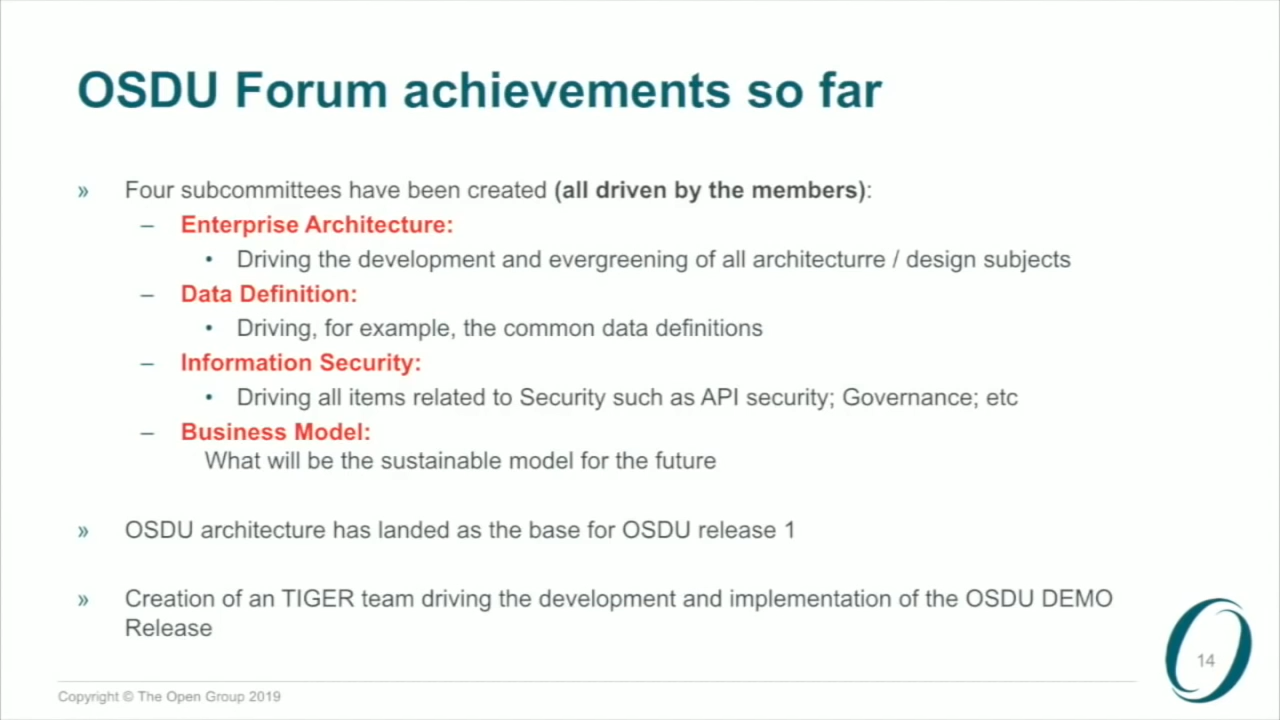 OSDU Forum achievements so far
» Four subcommittees have been created (all driven by the members):
– Enterprise Architecture:
• Driving the development and evergreening of all architecturre / design subjects
– Data Definition:
• Driving, for example, the common data definitions
– Information Security:
• Driving all items related to Security such as API security; Governance; etc
– Business Model:
What will be the sustainable model for the future
» OSDU architecture has landed as the base for OSDU release 1
» Creation of an TIGER team driving the development and implementation of the OSDU DEMO
Release
14
Copyright © The Open Group 2019